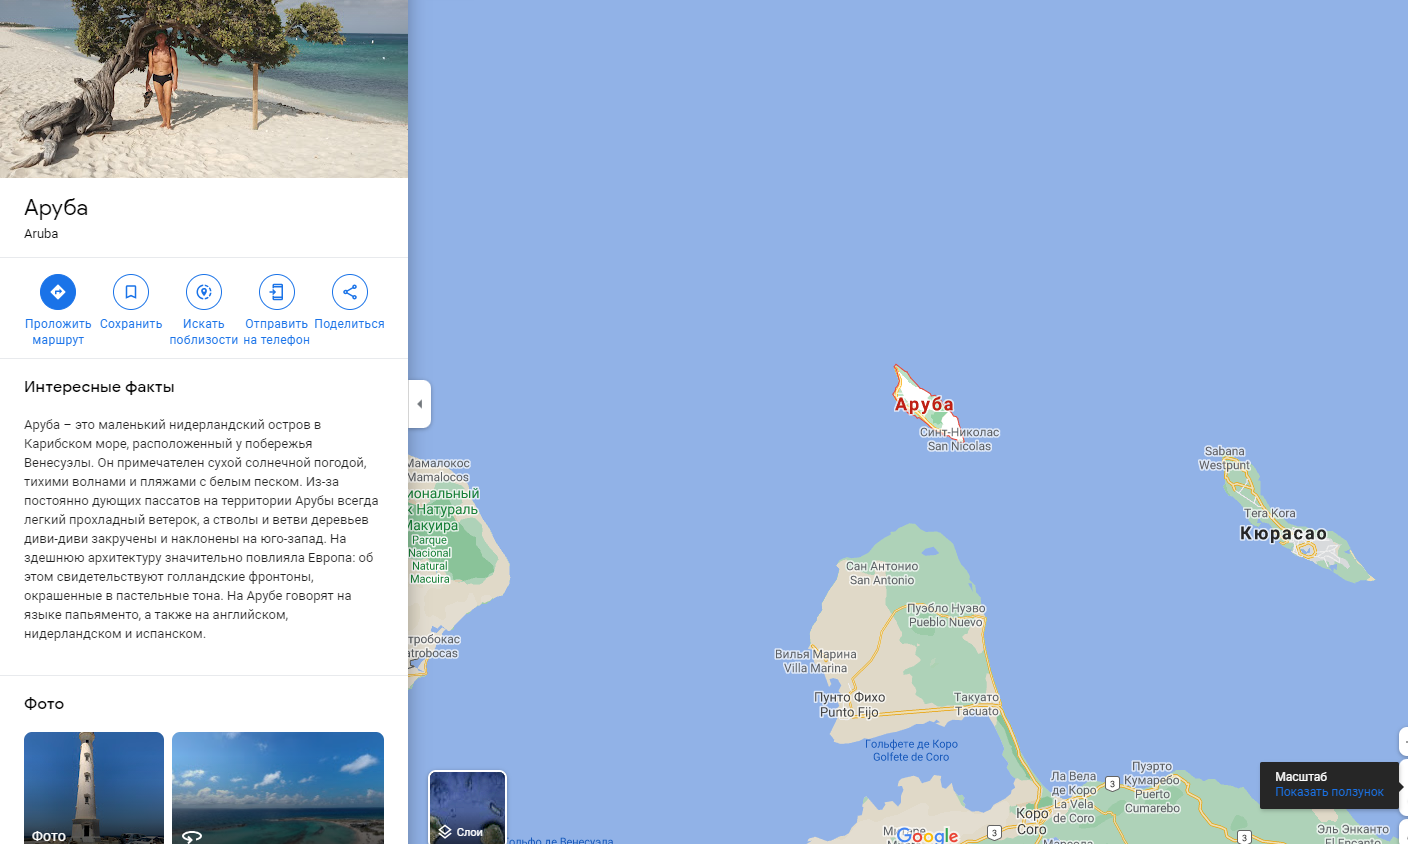 Аруба
Aruba
Проложить
маршрут
Сохранить
Искать
поблизости
Отправить
на телефон
Поделиться
Интересные факты
Аруба – это маленький нидерландский остров в
Карибском море, расположенный у побережья
Венесуэлы. Он примечателен сухой солнечной погодой,
тихими волнами и пляжами с белым песком. Из-за
постоянно дующих пассатов на территории Арубы всегда
легкий прохладный ветерок, а стволы и ветви деревьев
диви-диви закручены и наклонены на юго-запад. На
здешнюю архитектуру значительно повлияла Европа: об
этом свидетельствуют голландские фронтоны,
окрашенные в пастельные тона. На Арубе говорят на
языке папьяменто, а также на английском,
нидерландском и испанском.
Фото
Фото
Слои
Аруба
Синт-Николас
San Nicolas
Sabana
Westpunt
Tera Kora
Кюрасао
Мамалокос
Mamalocos
иональный
к Натураль
Макуира
Parque
Nacional
Natural
Macuira
тробокас
atrobocas
Сан Антонио
San Antonio
Пуэбло Нуэво
Pueblo Nuevo
Вилья Марина
Villa Marina
Пунто Фихо
Punto Fijo
Такуато
Tacuato
Гольфете де Коро
Golfete de Coro
Ла Вела
де Коро
La Vela
de Coro
3
Пуэрто
Кумаребо
Puerto
Cumarebo
Масштаб
Показать ползунок
Коро
Coro
3
3
Google
ольфо де Венесуэла
Эль Энканто
El Encanto